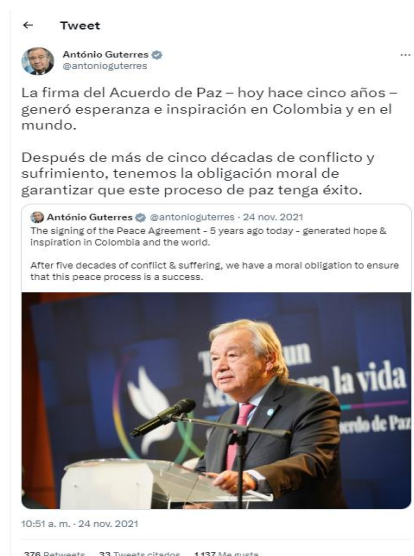 Tweet
António Guterres
@antonioguterres
La firma del Acuerdo de Paz – hoy hace cinco años –
generó esperanza e inspiración en Colombia y en el
mundo.
Después de más de cinco décadas de conflicto y
sufrimiento, tenemos la obligación moral de
garantizar que este proceso de paz tenga éxito.
António Guterres @antonioguterres · 24 nov. 2021
The signing of the Peace Agreement - 5 years ago today - generated hope &
inspiration in Colombia and the world.
After five decades of conflict & suffering, we have a moral obligation to ensure
that this peace process is a success.
un
la vida
erdo de Paz
10:51 a. m. · 24 nov. 2021
376 Retweets 33 Tweets citados 1.137 Me gusta